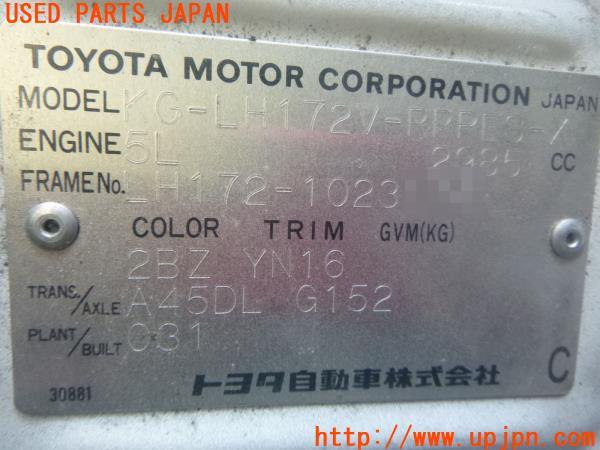 USED PARTS JAPAN
TOYOTA MOTOR CORPORATION JAPAN
MODEL KG-LH172V-RRPES-X
ENGINE 5L 2985 CC
FRAME No. LH172-1023
COLOR TRIM GVM(KG)
2BZ YN16
TRANS./AXLE A45DL G152
PLANT/BUILT C31
30881 トヨタ自動車株式会社 C
http://www.upjpn.com/